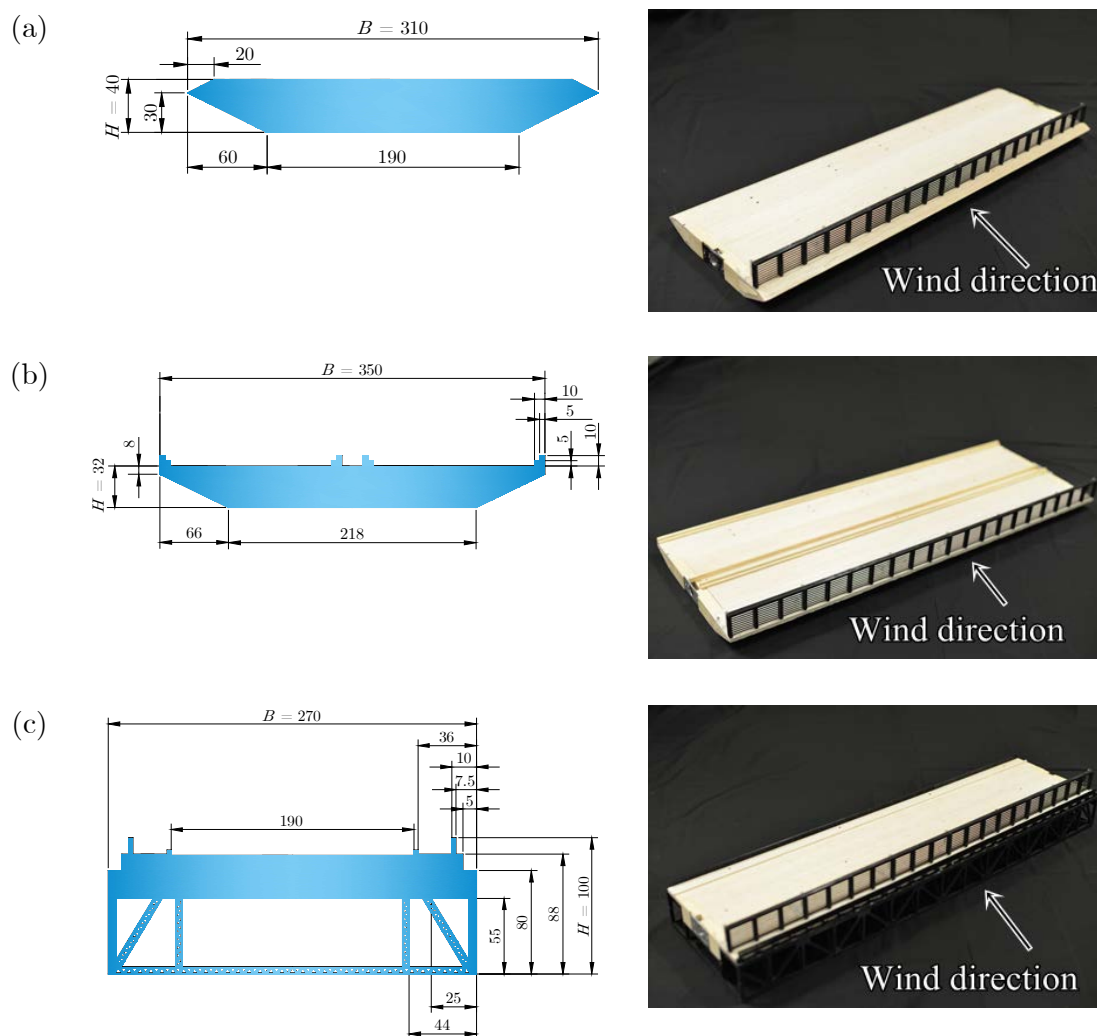 (a)
B = 310
20
H = 40
30
60
190
Wind direction
(b)
B = 350
10
5
8
5
10
H = 32
66
218
Wind direction
(c)
B = 270
36
10
7.5
5
190
55
80
88
H = 100
25
44
Wind direction